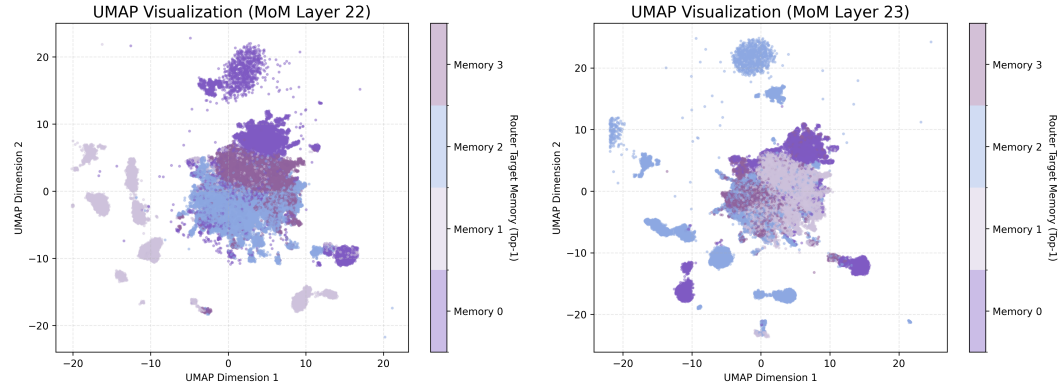 UMAP Visualization (MoM Layer 22)
20
10
0
−10
−20
UMAP Dimension 2
−20
−10
0
10
20
UMAP Dimension 1
Memory 3
Memory 2
Memory 1
Memory 0
Router Target Memory (Top-1)
UMAP Visualization (MoM Layer 23)
20
10
0
−10
−20
UMAP Dimension 2
−20
−10
0
10
20
UMAP Dimension 1
Memory 3
Memory 2
Memory 1
Memory 0
Router Target Memory (Top-1)